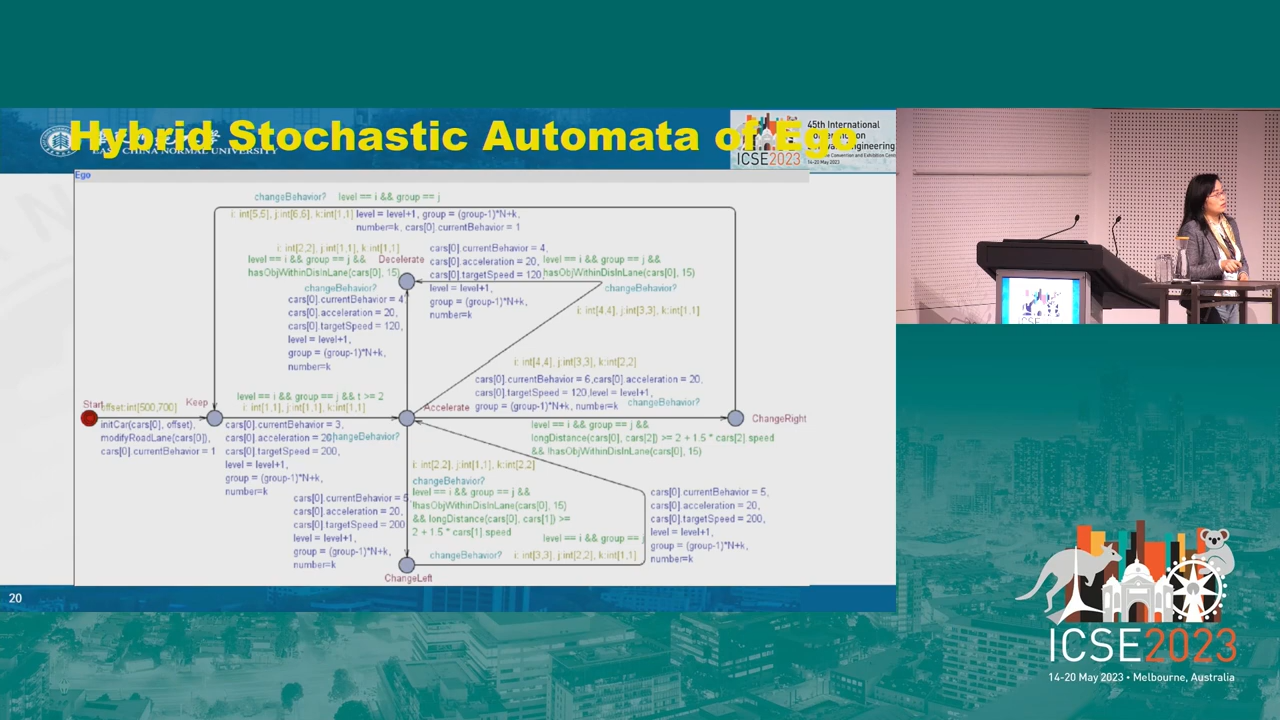 Hybrid Stochastic Automata of Ego
EAST CHINA NORMAL UNIVERSITY
45th International
ICSE2023
14-20 May 2023
Ego
changeBehavior? level == i && group == j
i: int[5,5], j:int[6,6], k:int[1,1] level = level+1, group = (group-1)*N+k,
number=k, cars[0].currentBehavior = 1
i: int[2,2], j:int[1,1], k:int[1,1]
level == i && group == j &&
hasObjWithinDisInLane(cars[0], 15)
changeBehavior?
Decelerate
cars[0].currentBehavior = 4,
cars[0].acceleration = 20,
cars[0].targetSpeed = 120,
level = level+1,
group = (group-1)*N+k,
number=k
level == i && group == j &&
hasObjWithinDisInLane(cars[0], 15)
changeBehavior?
i: int[4,4], j:int[3,3], k:int[1,1]
cars[0].currentBehavior = 4,
cars[0].acceleration = 20,
cars[0].targetSpeed = 120,
level = level+1,
group = (group-1)*N+k,
number=k
i: int[4,4], j:int[3,3], k:int[2,2]
cars[0].currentBehavior = 6,cars[0].acceleration = 20,
cars[0].targetSpeed = 120,level = level+1,
group = (group-1)*N+k, number=k
changeBehavior?
Start
offset:int[500,700]
initCar(cars[0], offset),
modifyRoadLane(cars[0]),
cars[0].currentBehavior = 1
Keep
level == i && group == j && t >= 2
i: int[1,1], j:int[1,1], k:int[1,1]
cars[0].currentBehavior = 3,
cars[0].acceleration = 20,
changeBehavior?
cars[0].targetSpeed = 200,
level = level+1,
group = (group-1)*N+k,
number=k
Accelerate
ChangeRight
level == i && group == j &&
longDistance(cars[0], cars[2]) >= 2 + 1.5 * cars[2].speed
&& !hasObjWithinDisInLane(cars[0], 15)
i: int[2,2], j:int[1,1], k:int[2,2]
changeBehavior?
level == i && group == j &&
!hasObjWithinDisInLane(cars[0], 15)
&& longDistance(cars[0], cars[1]) >=
2 + 1.5 * cars[1].speed
cars[0].currentBehavior = 5,
cars[0].acceleration = 20,
cars[0].targetSpeed = 200
level = level+1,
group = (group-1)*N+k,
number=k
level == i && group == j
changeBehavior? i: int[3,3], j:int[2,2], k:int[1,1]
cars[0].currentBehavior = 5,
cars[0].acceleration = 20,
cars[0].targetSpeed = 200,
level = level+1,
group = (group-1)*N+k,
number=k
ChangeLeft
20
ICSE2023
14-20 May 2023 • Melbourne, Australia